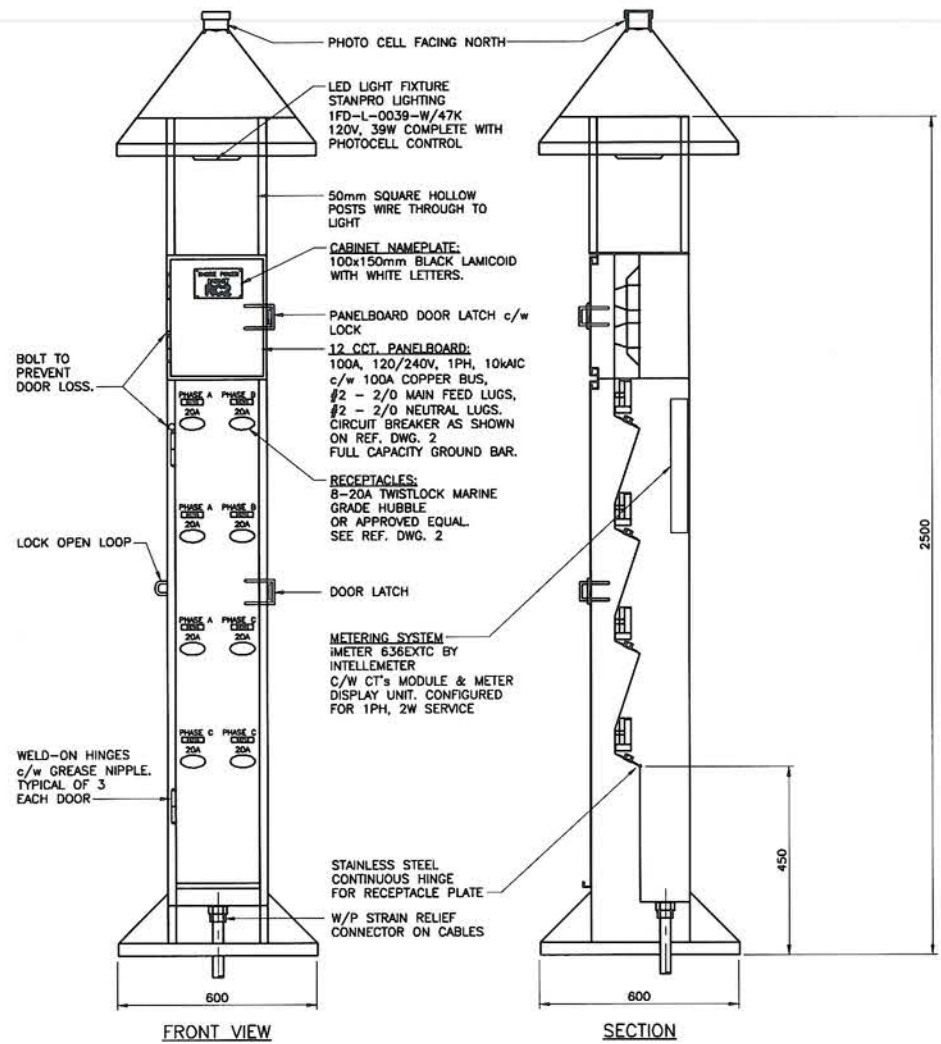 PHOTO CELL FACING NORTH
LED LIGHT FIXTURE
STANPRO LIGHTING
1FD-L-0039-W/47K
120V, 39W COMPLETE WITH
PHOTOCELL CONTROL
50mm SQUARE HOLLOW
POSTS WIRE THROUGH TO
LIGHT
CABINET NAMEPLATE:
100x150mm BLACK LAMICOID
WITH WHITE LETTERS.
SHORE POWER
PANELBOARD DOOR LATCH c/w
LOCK
12 CCT. PANELBOARD:
100A, 120/240V, 1PH, 10kAIC
c/w 100A COPPER BUS,
#2 - 2/0 MAIN FEED LUGS,
#2 - 2/0 NEUTRAL LUGS.
CIRCUIT BREAKER AS SHOWN
ON REF. DWG. 2
FULL CAPACITY GROUND BAR.
BOLT TO
PREVENT
DOOR LOSS.
PHASE A PHASE B
20A 20A
RECEPTACLES:
8-20A TWISTLOCK MARINE
GRADE HUBBLE
OR APPROVED EQUAL.
SEE REF. DWG. 2
PHASE A PHASE B
20A 20A
LOCK OPEN LOOP
DOOR LATCH
PHASE A PHASE C
20A 20A
METERING SYSTEM
iMETER 636EXTC BY
INTELLEMETER
C/W CT's MODULE & METER
DISPLAY UNIT. CONFIGURED
FOR 1PH, 2W SERVICE
PHASE C PHASE C
20A 20A
WELD-ON HINGES
c/w GREASE NIPPLE.
TYPICAL OF 3
EACH DOOR
STAINLESS STEEL
CONTINUOUS HINGE
FOR RECEPTACLE PLATE
W/P STRAIN RELIEF
CONNECTOR ON CABLES
2500
450
600
600
FRONT VIEW
SECTION